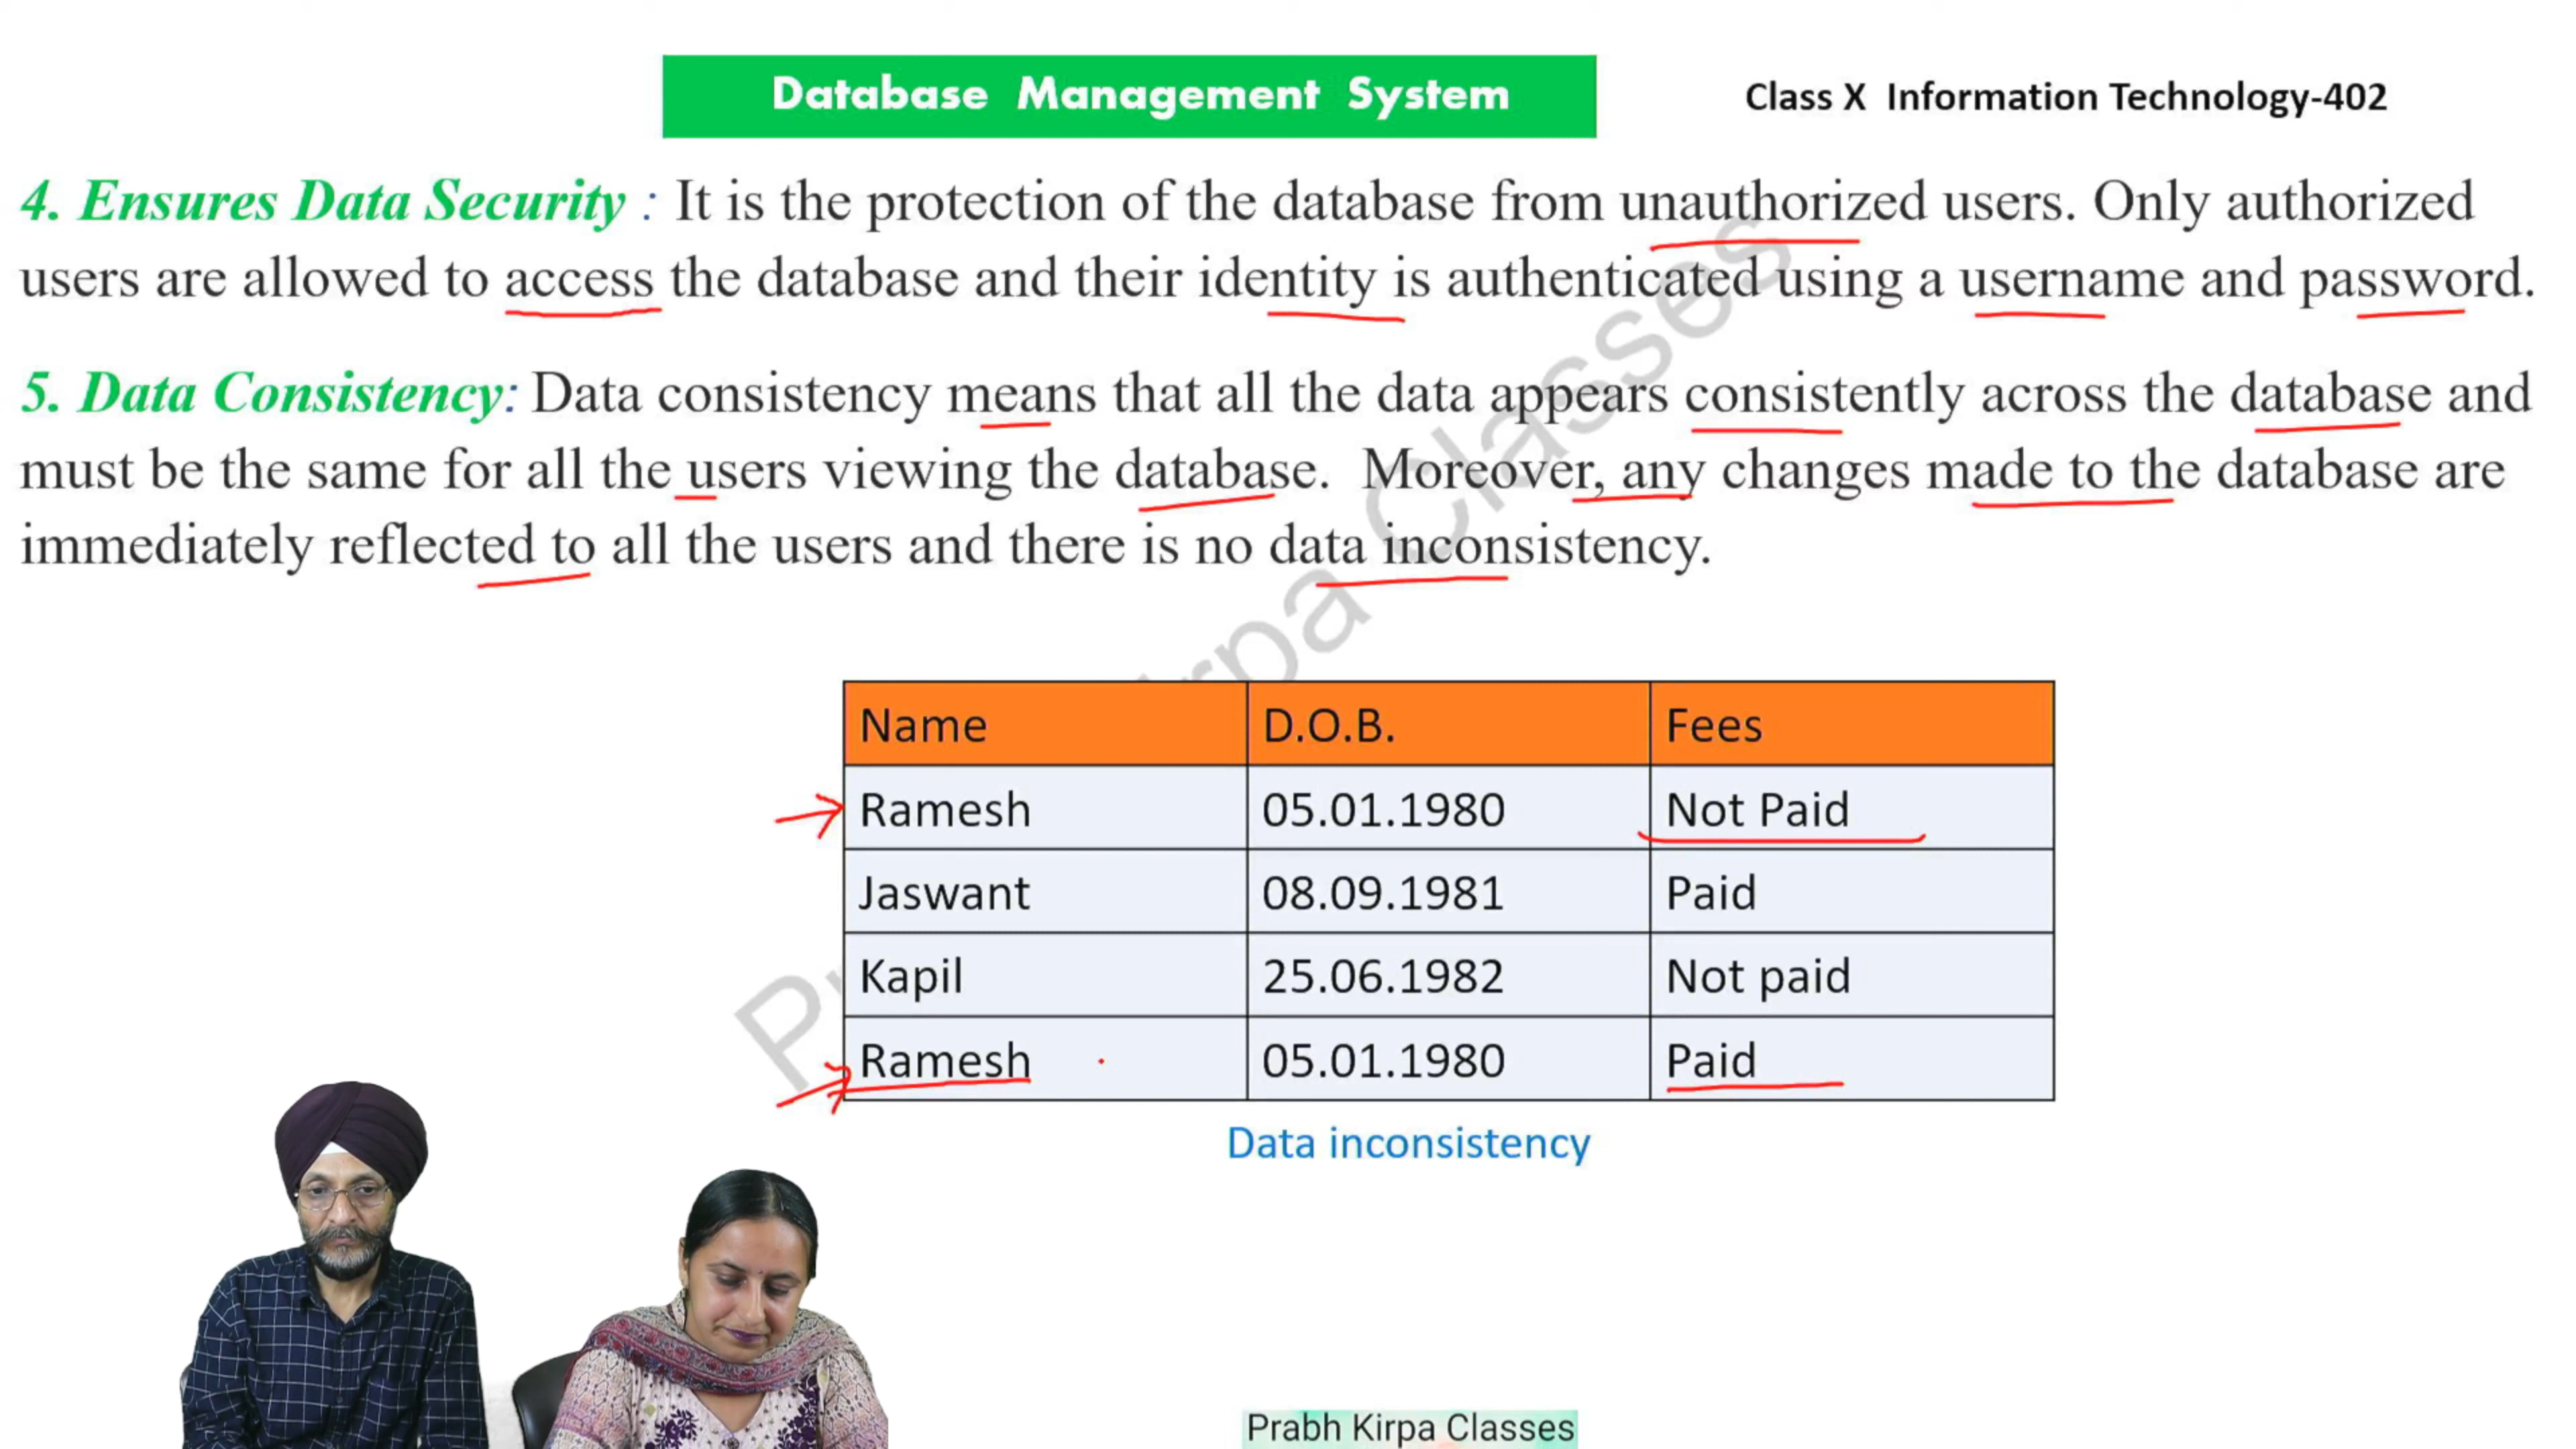 Database Management System
Class X Information Technology-402
4. Ensures Data Security : It is the protection of the database from unauthorized users. Only authorized
users are allowed to access the database and their identity is authenticated using a username and password.
5. Data Consistency: Data consistency means that all the data appears consistently across the database and
must be the same for all the users viewing the database. Moreover, any changes made to the database are
immediately reflected to all the users and there is no data inconsistency.
Name D.O.B. Fees
Ramesh 05.01.1980 Not Paid
Jaswant 08.09.1981 Paid
Kapil 25.06.1982 Not paid
Ramesh 05.01.1980 Paid
Data inconsistency
Prabh Kirpa Classes